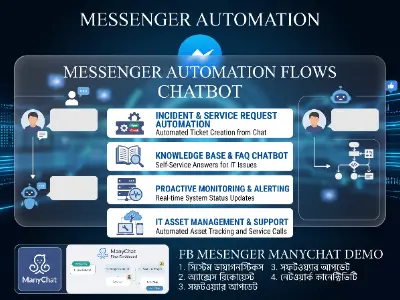 MESSENGER AUTOMATION
MESSENGER AUTOMATION FLOWS
CHATBOT
INCIDENT & SERVICE REQUEST
AUTOMATION
Automated Ticket Creation from Chat
KNOWLEDGE BASE & FAQ CHATBOT
Self-Service Answers for IT Issues
PROACTIVE MONITORING & ALERTING
Real-time System Status Updates
IT ASSET MANAGEMENT & SUPPORT
Automated Asset Tracking and Service Calls
ManyChat
ManyChat
FB MESENGER MANYCHAT DEMO
1. সিস্টেম ডায়াগনস্টিকস
2. অ্যাক্সেস রিকোয়েস্ট
3. সফটওয়্যার আপডেট
3. সফটওয়্যার আপডেট
4. নেটওয়ার্ক কানেক্টিভিটি